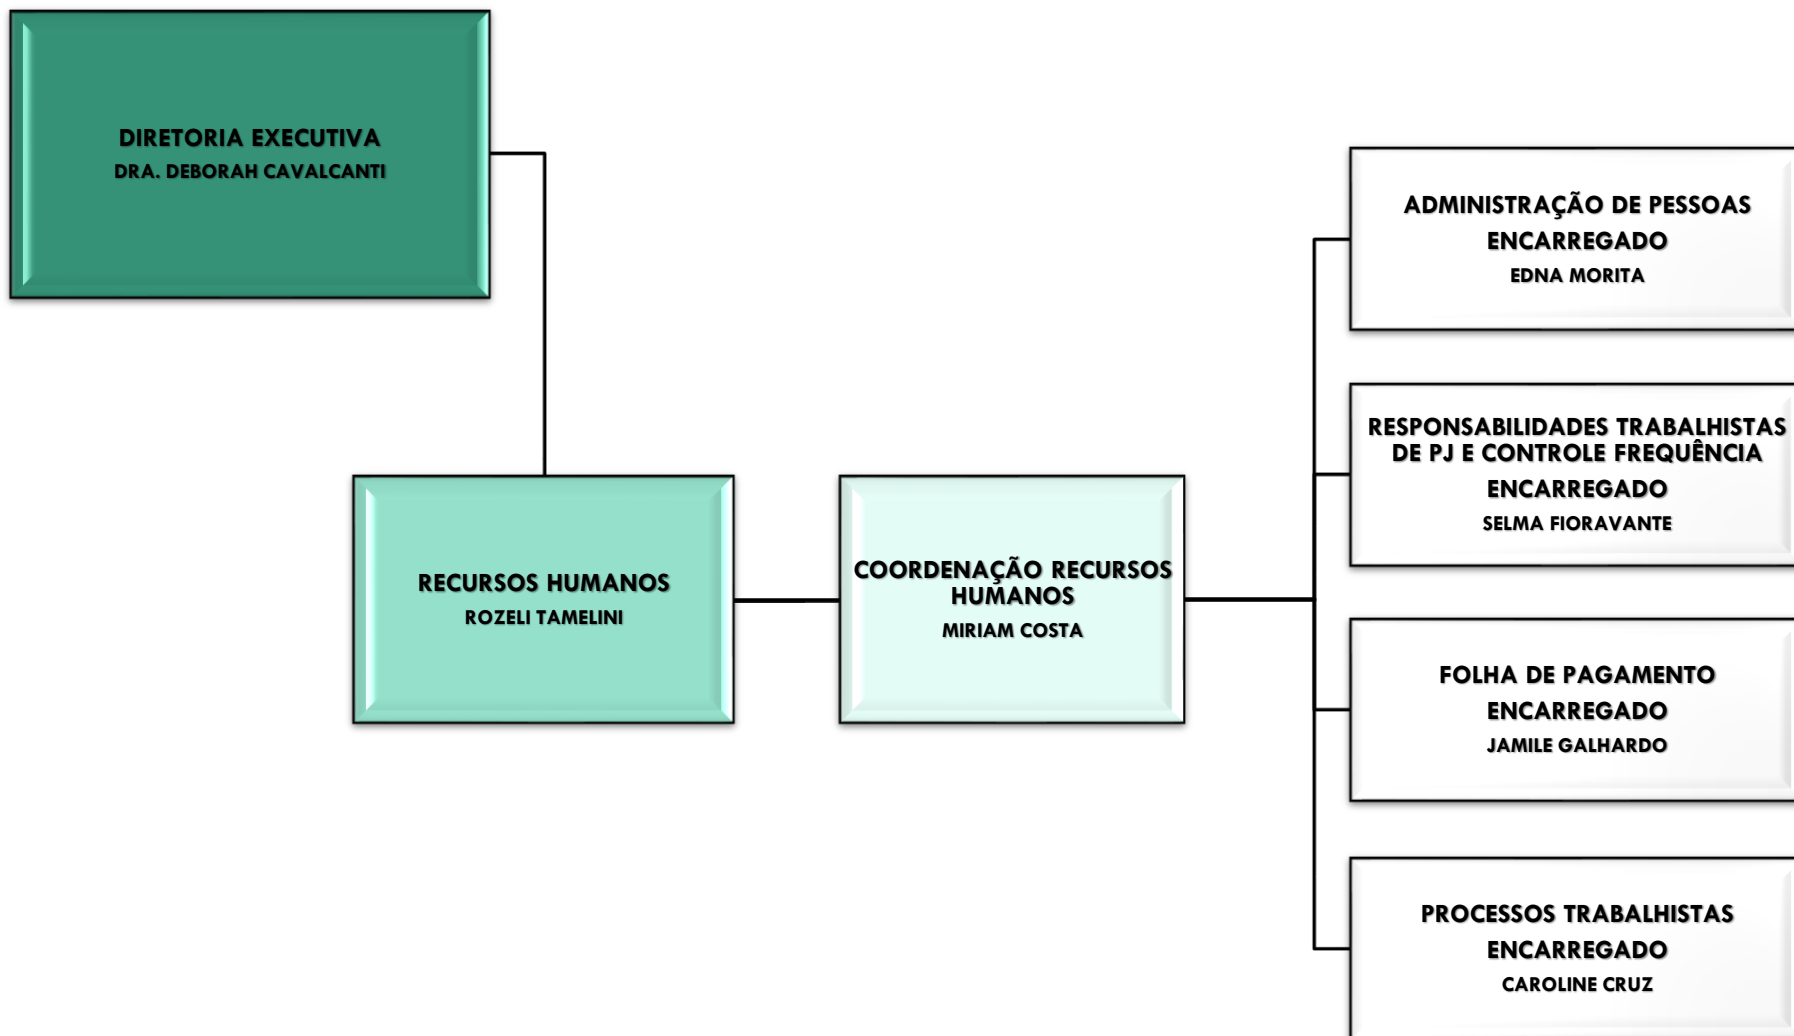 DIRETORIA EXECUTIVA
DRA. DEBORAH CAVALCANTI
RECURSOS HUMANOS
ROZELI TAMELINI
COORDENAÇÃO RECURSOS
HUMANOS
MIRIAM COSTA
ADMINISTRAÇÃO DE PESSOAS
ENCARREGADO
EDNA MORITA
RESPONSABILIDADES TRABALHISTAS
DE PJ E CONTROLE FREQUÊNCIA
ENCARREGADO
SELMA FIORAVANTE
FOLHA DE PAGAMENTO
ENCARREGADO
JAMILE GALHARDO
PROCESSOS TRABALHISTAS
ENCARREGADO
CAROLINE CRUZ